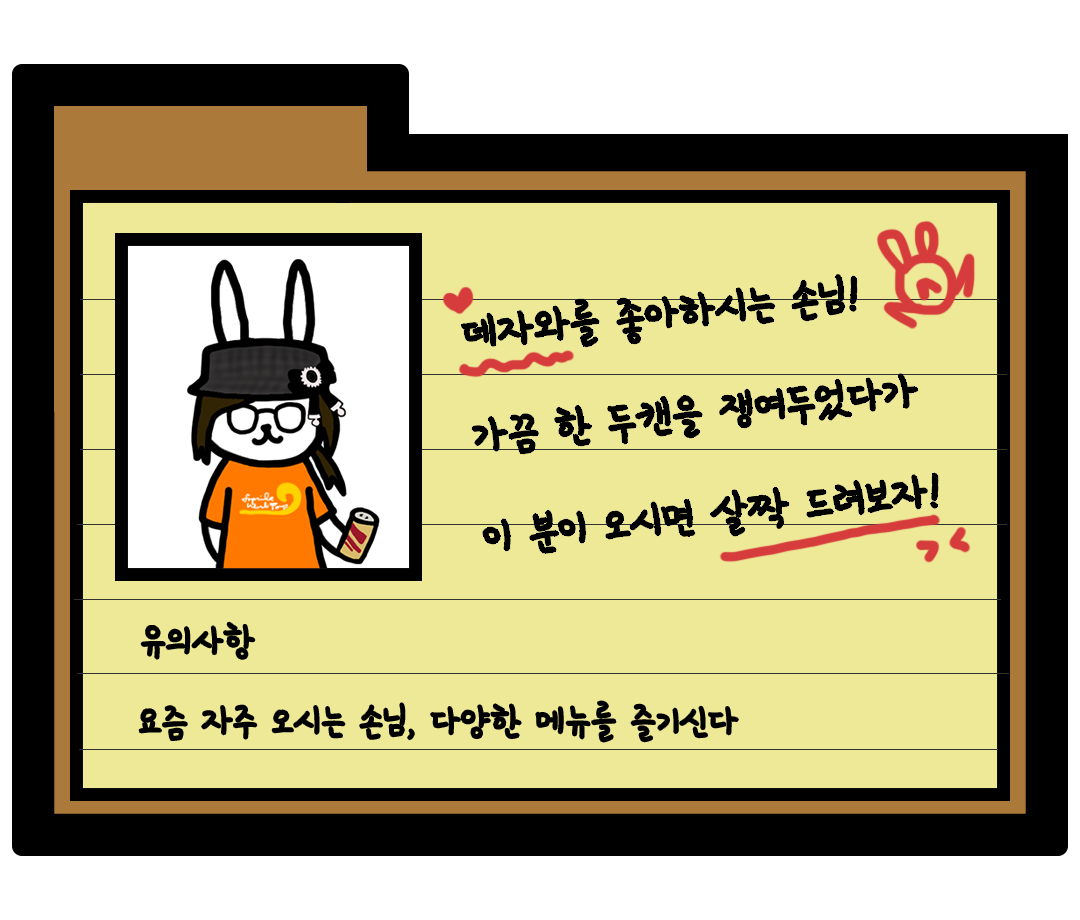 데자와를 좋아하시는 손님!
가끔 한 두캔을 쟁여두었다가
이 분이 오시면 살짝 드려보자!
유의사항
요즘 자주 오시는 손님, 다양한 메뉴를 즐기신다